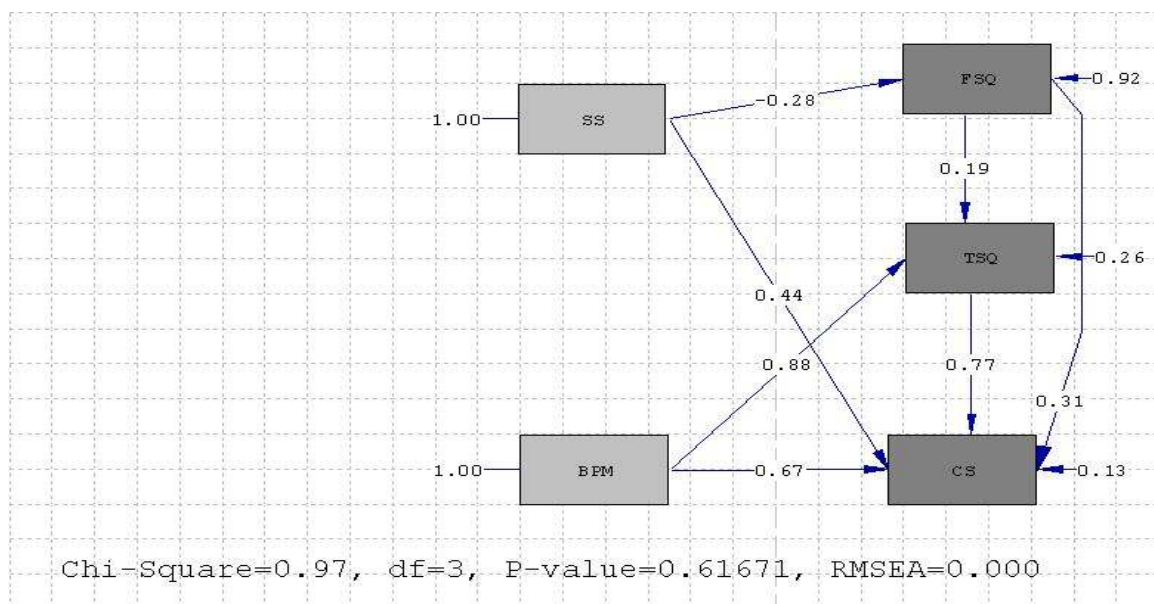 FSQ
0.92
1.00
SS
-0.28
0.19
TSQ
0.26
0.44
0.88
0.77
0.31
1.00
BPM
0.67
CS
0.13
Chi-Square=0.97, df=3, P-value=0.61671, RMSEA=0.000